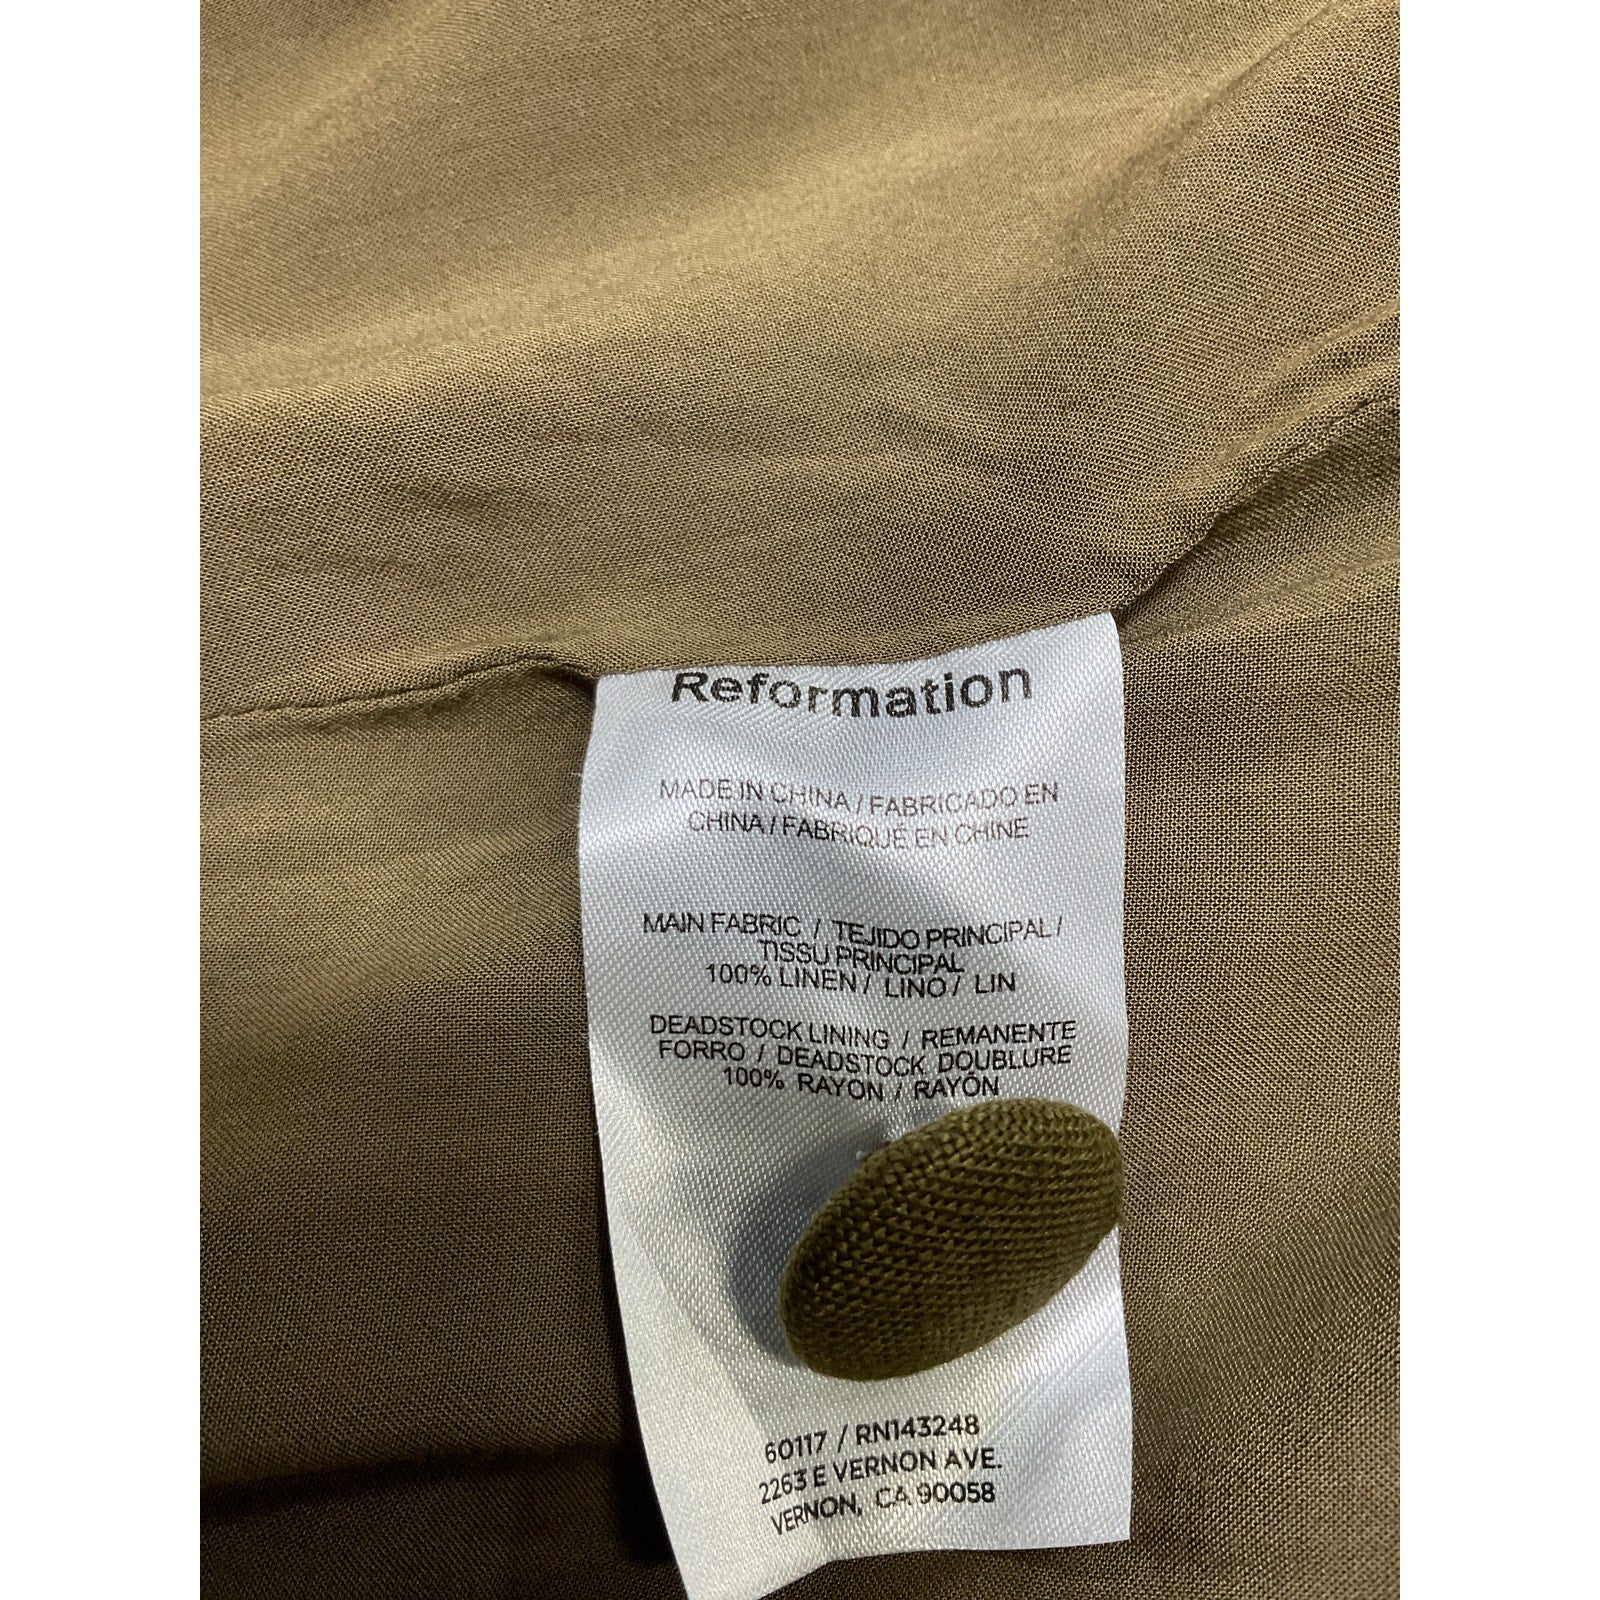 Reformation
MADE IN CHINA / FABRICADO EN
CHINA / FABRIQUÉ EN CHINE
MAIN FABRIC / TEJIDO PRINCIPAL /
TISSU PRINCIPAL
100% LINEN / LINO / LIN
DEADSTOCK LINING / REMANENTE
FORRO / DEADSTOCK DOUBLURE
100% RAYON / RAYÓN
60117 / RN143248
2263 E VERNON AVE.
VERNON, CA 90058